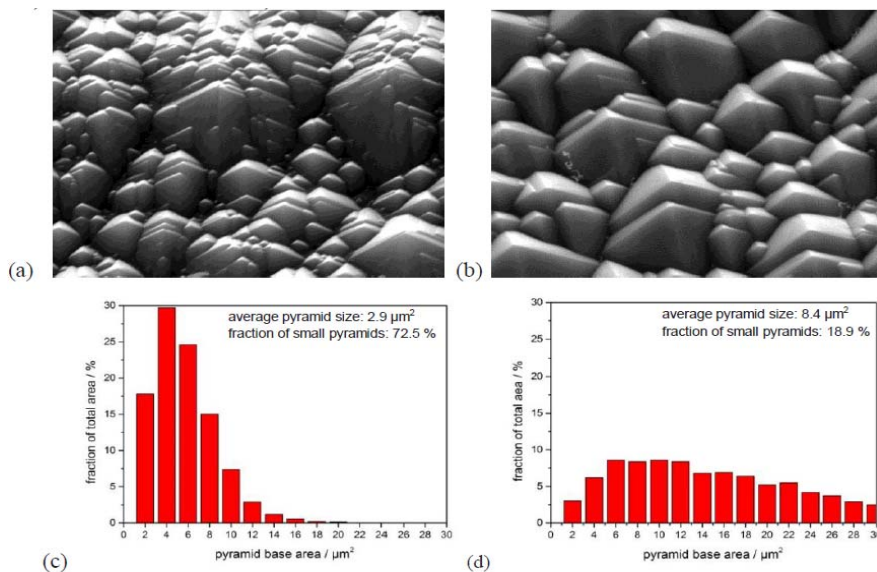 (a)
(b)
average pyramid size: 2.9 µm²
fraction of small pyramids: 72.5 %
fraction of total area / %
30
25
20
15
10
5
0
0 2 4 6 8 10 12 14 16 18 20 22 24 26 28 30
pyramid base area / µm²
(c)
average pyramid size: 8.4 µm²
fraction of small pyramids: 18.9 %
fraction of total aea / %
30
25
20
15
10
5
0
0 2 4 6 8 10 12 14 16 18 20 22 24 26 28 30
pyramid base area / µm²
(d)